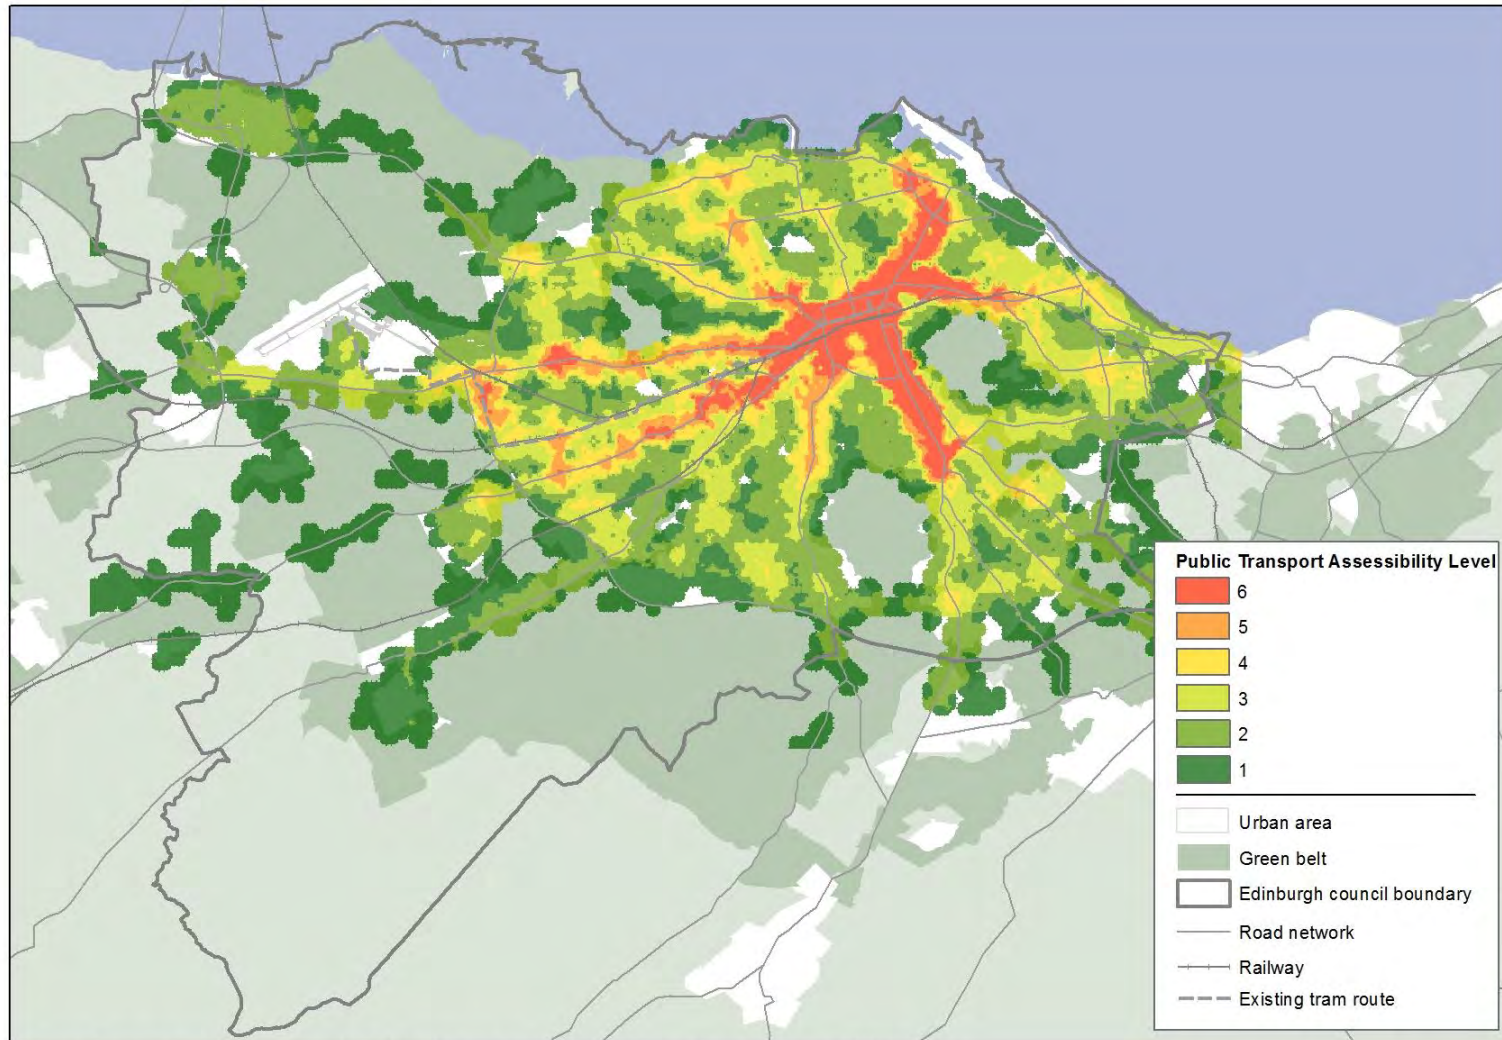 Public Transport Assessibility Level
6
5
4
3
2
1
Urban area
Green belt
Edinburgh council boundary
Road network
Railway
Existing tram route